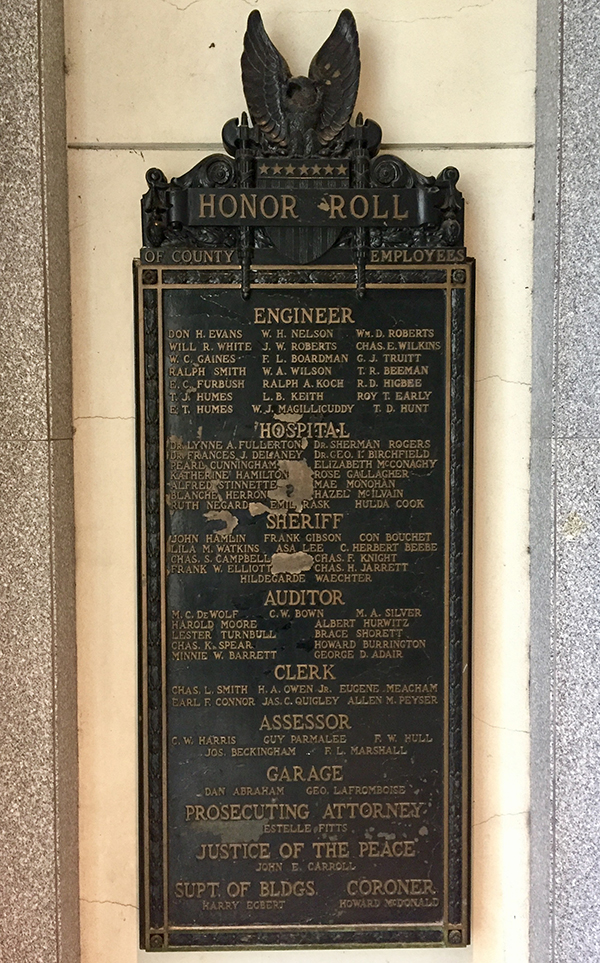 HONOR ROLL
OF COUNTY EMPLOYEES
ENGINEER
DON H. EVANS W. H. NELSON WM. D. ROBERTS
WILL R. WHITE J. W. ROBERTS CHAS. E. WILKINS
W. C. GAINES F. L. BOARDMAN G. J. TRUITT
RALPH SMITH W. A. WILSON T. R. BEEMAN
E. C. FURBUSH RALPH A. KOCH R. D. HIGBEE
T. J. HUMES L. B. KEITH ROY T. EARLY
E. T. HUMES W. J. MAGILLICUDDY T. D. HUNT
HOSPITAL
DR. LYNNE A. FULLERTON DR. SHERMAN ROGERS
DR. FRANCES J. DELANEY DR. GEO. I. BIRCHFIELD
PEARL CUNNINGHAM ELIZABETH MCCONAGHY
KATHERINE HAMILTON ROSE GALLAGHER
ALFRED STINNETTE MAE MONOHAN
BLANCHE HERRON HAZEL MCILVAIN
RUTH NEGARD EMIL RASK HULDA COOK
SHERIFF
JOHN HAMLIN FRANK GIBSON CON BOUCHET
LILA M. WATKINS ASA LEE C. HERBERT BEEBE
CHAS. S. CAMPBELL CHAS. F. KNIGHT
FRANK W. ELLIOTT CHAS. H. JARRETT
HILDEGARDE WAECHTER
AUDITOR
M. C. DEWOLF C. W. BOWN M. A. SILVER
HAROLD MOORE ALBERT HURWITZ
LESTER TURNBULL BRACE SHORETT
CHAS. K. SPEAR HOWARD BURRINGTON
MINNIE W. BARRETT GEORGE D. ADAIR
CLERK
CHAS. L. SMITH H. A. OWEN JR. EUGENE MEACHAM
EARL F. CONNOR JAS. C. QUIGLEY ALLEN M. PEYSER
ASSESSOR
C. W. HARRIS GUY PARMALEE F. W. HULL
JOS. BECKINGHAM F. L. MARSHALL
GARAGE
DAN ABRAHAM GEO. LAFROMBOISE
PROSECUTING ATTORNEY
ESTELLE FITTS
JUSTICE OF THE PEACE
JOHN E. CARROLL
SUPT. OF BLDGS. CORONER
HARRY EGBERT HOWARD MCDONALD